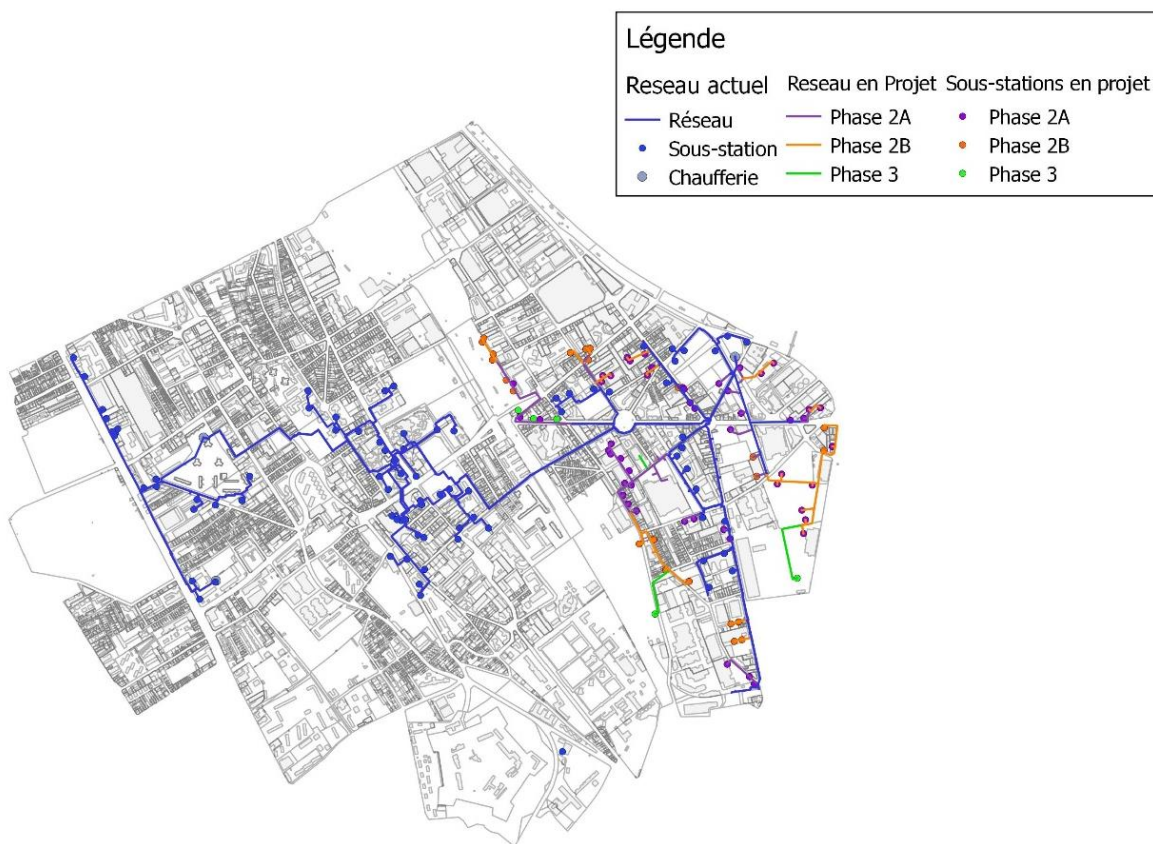 Légende
Reseau actuel Reseau en Projet Sous-stations en projet
Réseau Phase 2A Phase 2A
Sous-station Phase 2B Phase 2B
Chaufferie Phase 3 Phase 3